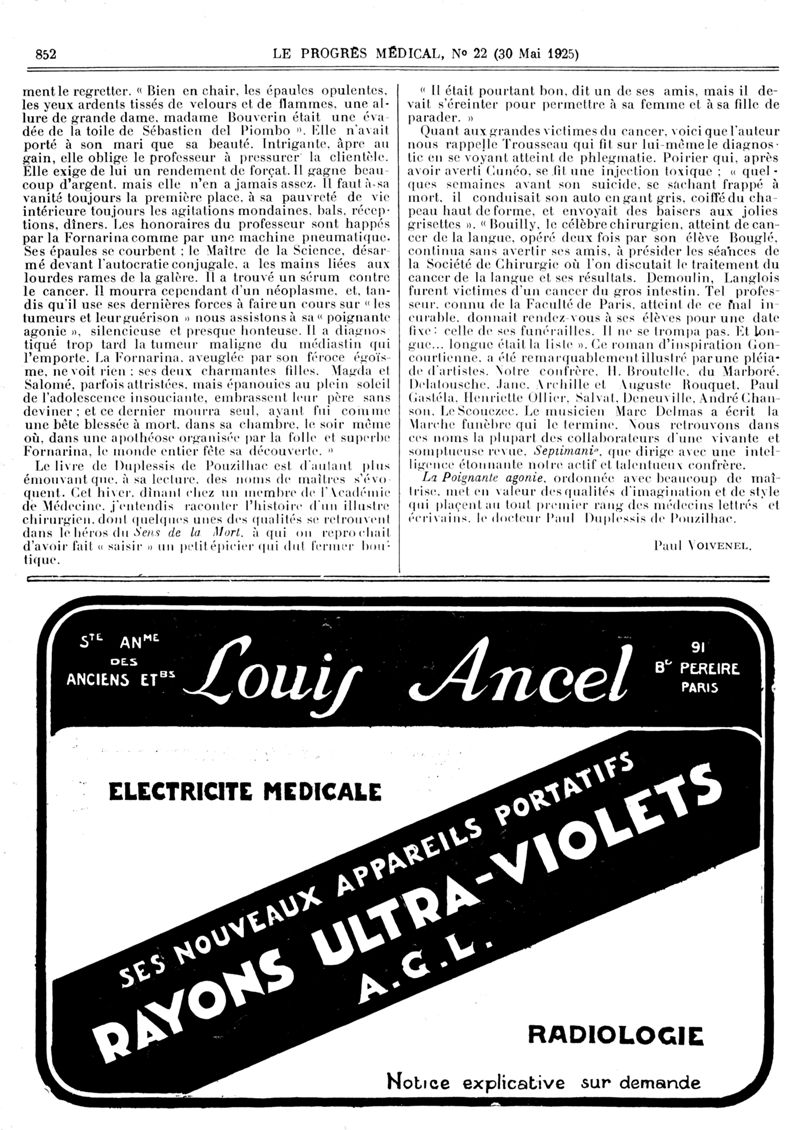 852
LE PROGRÈS MÉDICAL, No 22 (30 Mai 1925)
ment le regretter. « Bien en chair, les épaules opulentes,
les yeux ardents tissés de velours et de flammes, une al-
lure de grande dame, madame Bouverin était une éva-
dée de la toile de Sébastien del Piombo ». Elle n'avait
porté à son mari que sa beauté. Intrigante, âpre au
gain, elle oblige le professeur à pressurer la clientèle.
Elle exige de lui un rendement de forçat. Il gagne beau-
coup d'argent, mais elle n'en a jamais assez. Il faut à sa
vanité toujours la première place, à sa pauvreté de vie
intérieure toujours les agitations mondaines, bals, récep-
tions, dîners. Les honoraires du professeur sont happés
par la Fornarina comme par une machine pneumatique.
Ses épaules se courbent ; le Maître de la Science, désar-
mé devant l'autocratie conjugale, a les mains liées aux
lourdes rames de la galère. Il a trouvé un sérum contre
le cancer. Il mourra cependant d'un néoplasme, et, tan-
dis qu'il use ses dernières forces à faire un cours sur « les
tumeurs et leur guérison » nous assistons à sa « poignante
agonie », silencieuse et presque honteuse. Il a diagnos-
tiqué trop tard la tumeur maligne du médiastin qui
l'emporte. La Fornarina, aveuglée par son féroce égoïs-
me, ne voit rien ; ses deux charmantes filles, Magda et
Salomé, parfois attristées, mais épanouies au plein soleil
de l'adolescence insouciante, embrassent leur père sans
deviner ; et ce dernier mourra seul, ayant fui comme
une bête blessée à mort, dans sa chambre, le soir même
où, dans une apothéose organisée par la folle et superbe
Fornarina, le monde entier fête sa découverte. »
Le livre de Duplessis de Pouzilhac est d'autant plus
émouvant que, à sa lecture, des noms de maîtres s'évo-
quent. Cet hiver, dînant chez un membre de l'Académie
de Médecine, j'entendis raconter l'histoire d'un illustre
chirurgien, dont quelques unes des qualités se retrouvent
dans le héros du Sens de la Mort, à qui on reprochait
d'avoir fait « saisir » un petit épicier qui dut fermer bou-
tique.
« Il était pourtant bon, dit un de ses amis, mais il de-
vait s'éreinter pour permettre à sa femme et à sa fille de
parader. »
Quant aux grandes victimes du cancer, voici que l'auteur
nous rappelle Trousseau qui fit sur lui-même le diagnos-
tic en se voyant atteint de phlegmatie. Poirier qui, après
avoir averti Cunéo, se fit une injection toxique ; « quel-
ques semaines avant son suicide, se sachant frappé à
mort, il conduisait son auto en gant gris, coiffé du cha-
peau haut de forme, et envoyait des baisers aux jolies
grisettes ». « Bouilly, le célèbre chirurgien, atteint de can-
cer de la langue, opéré deux fois par son élève Bouglé,
continua sans avertir ses amis, à présider les séances de
la Société de Chirurgie où l'on discutait le traitement du
cancer de la langue et ses résultats. Demoulin, Langlois
furent victimes d'un cancer du gros intestin. Tel profes-
seur, connu de la Faculté de Paris, atteint de ce mal in-
curable, donnait rendez-vous à ses élèves pour une date
fixe : celle de ses funérailles. Il ne se trompa pas. Et lon-
gue... longue était la liste ». Ce roman d'inspiration Gon-
courtienne, a été remarquablement illustré par une pléia-
de d'artistes. Notre confrère, H. Broutelle, du Marboré,
Delatousche, Jane, Archille et Auguste Rouquet, Paul
Gastéla, Henriette Ollier, Salvat, Deneuville, André Chan-
son, Le Scouezec. Le musicien Marc Delmas a écrit la
Marche funèbre qui le termine. Nous retrouvons dans
ces noms la plupart des collaborateurs d'une vivante et
somptueuse revue, Septimanie, que dirige avec une intel-
ligence étonnante notre actif et talentueux confrère.
La Poignante agonie, ordonnée avec beaucoup de maî-
trise, met en valeur des qualités d'imagination et de style
qui plaçent au tout premier rang des médecins lettrés et
écrivains, le docteur Paul Duplessis de Pouzilhac.
Paul VOIVENEL.
STE ANME
DES
ANCIENS ETBS
Louis Ancel
91
Bd PEREIRE
PARIS
ELECTRICITE MEDICALE
SES NOUVEAUX APPAREILS PORTATIFS
RAYONS ULTRA-VIOLETS
A.G.L.
RADIOLOGIE
Notice explicative sur demande